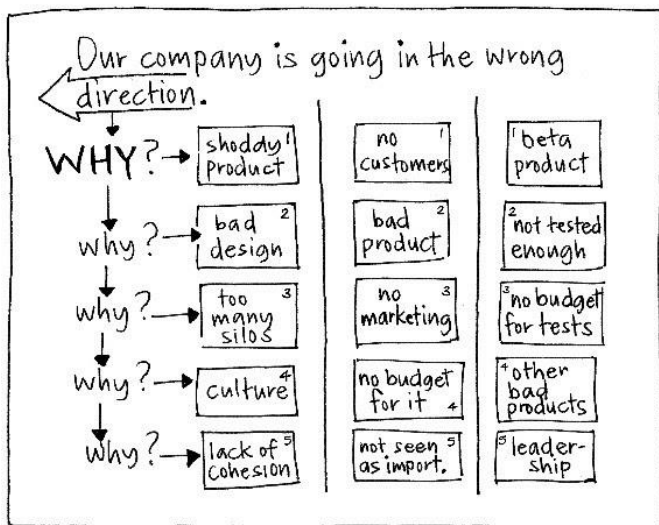 Our company is going in the wrong
direction.
WHY?
shoddy 1
product
no 1
customers
1 beta
product
why?
bad 2
design
bad 2
product
2 not tested
enough
why?
too 3
many
silos
no 3
marketing
3 no budget
for tests
why?
culture 4
no budget
for it 4
4 other
bad
products
why?
lack of 5
cohesion
not seen 5
as import.
5 leader-
ship